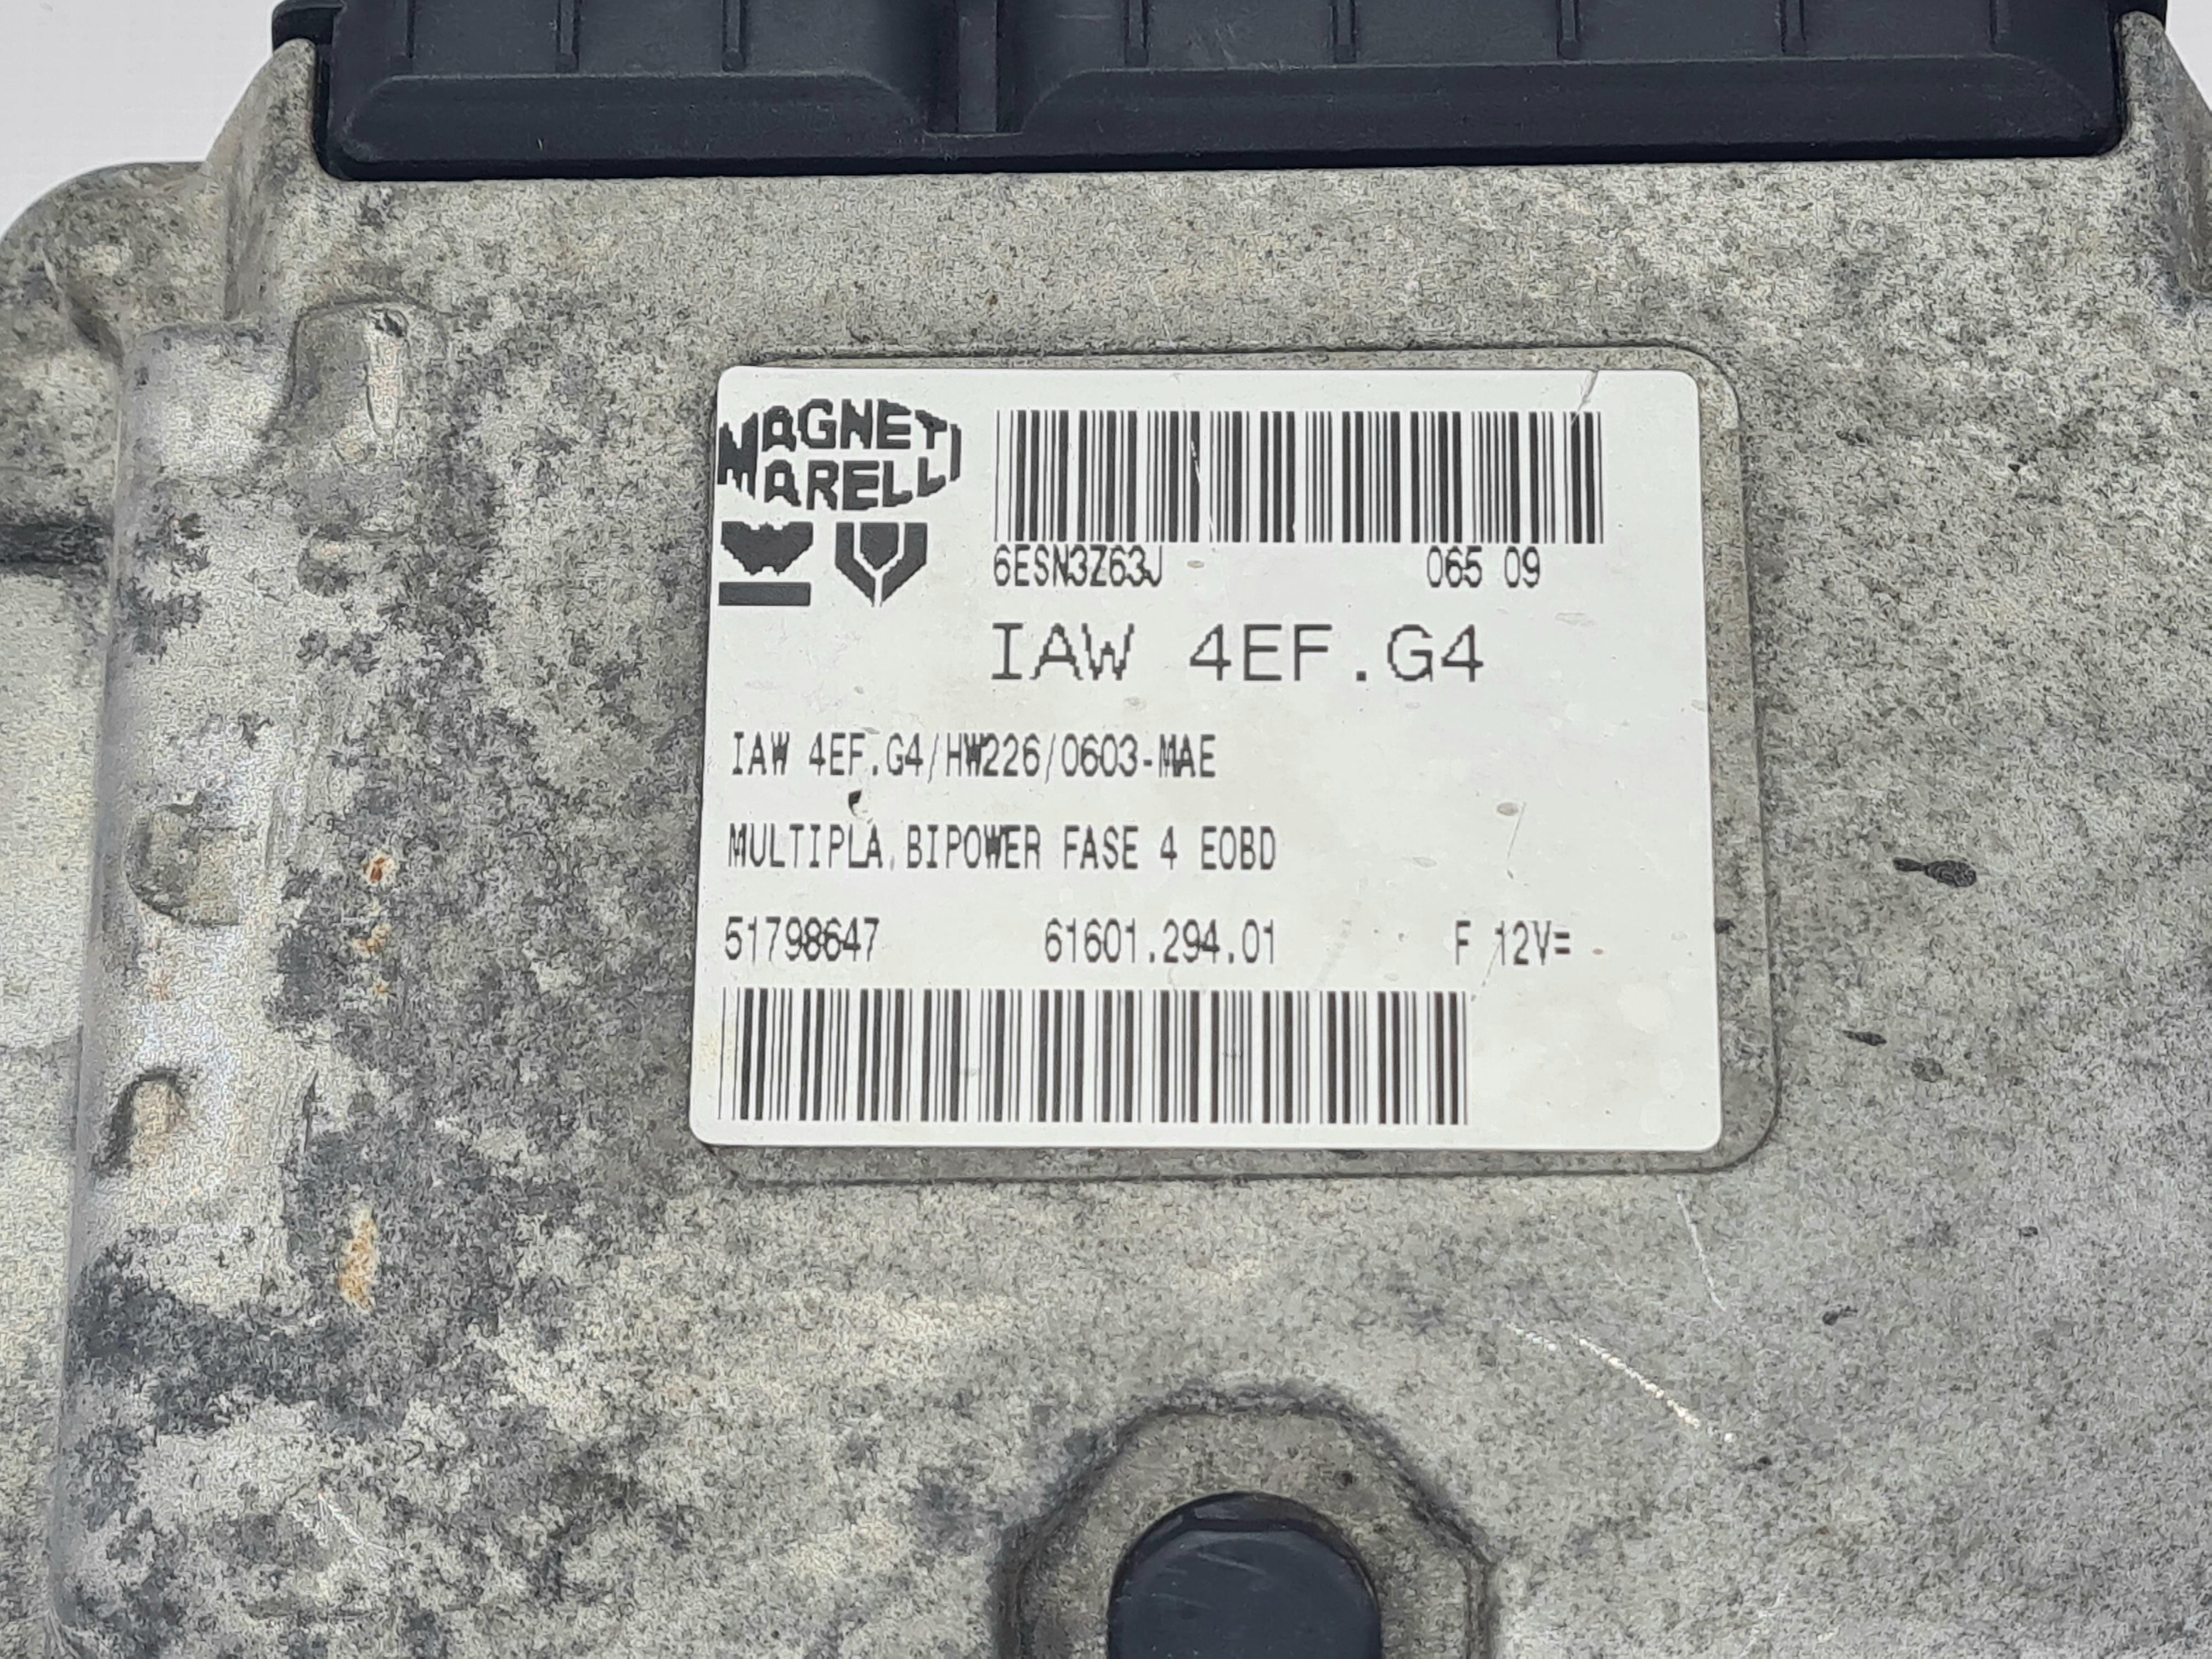 MAGNETI
MARELLI
6ESN3Z63J 065 09
IAW 4EF.G4
IAW 4EF.G4/HW226/0603-MAE
MULTIPLA BIPOWER FASE 4 EOBD
51798647 61601.294.01 F 12V=